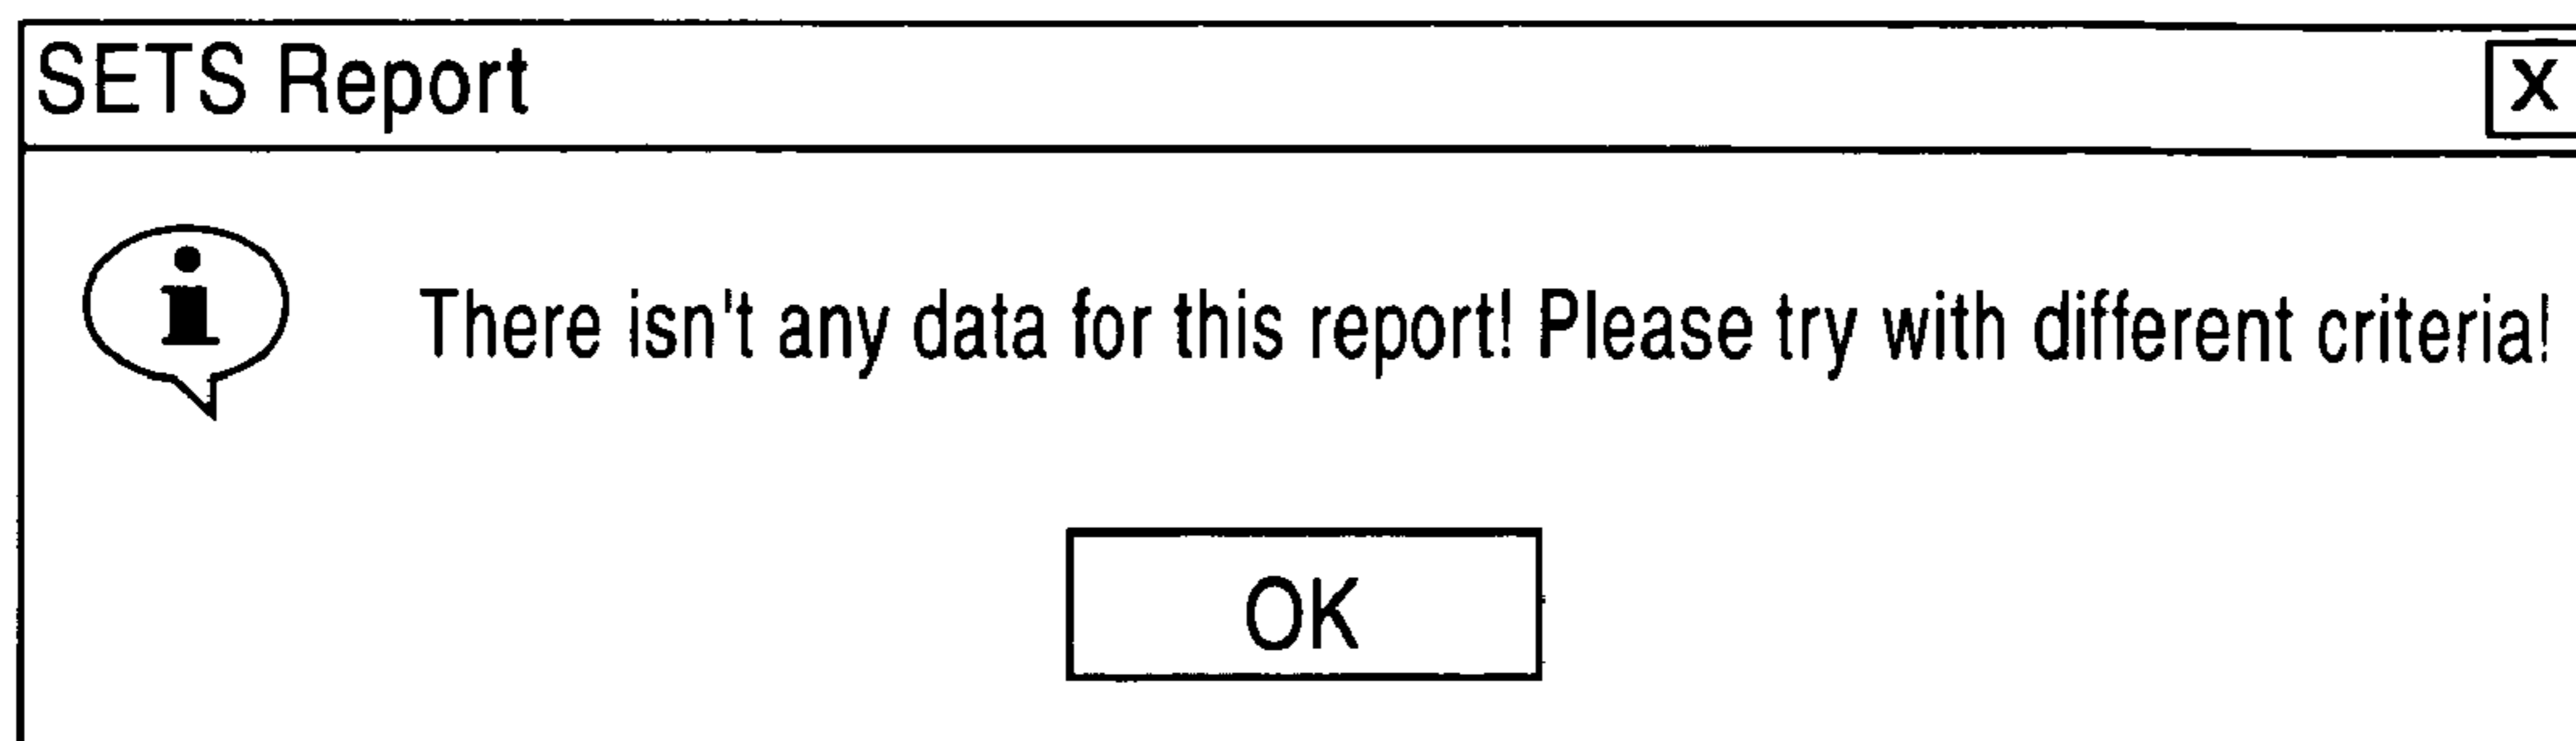 SETS Report X
i There isn't any data for this report! Please try with different criteria!
OK